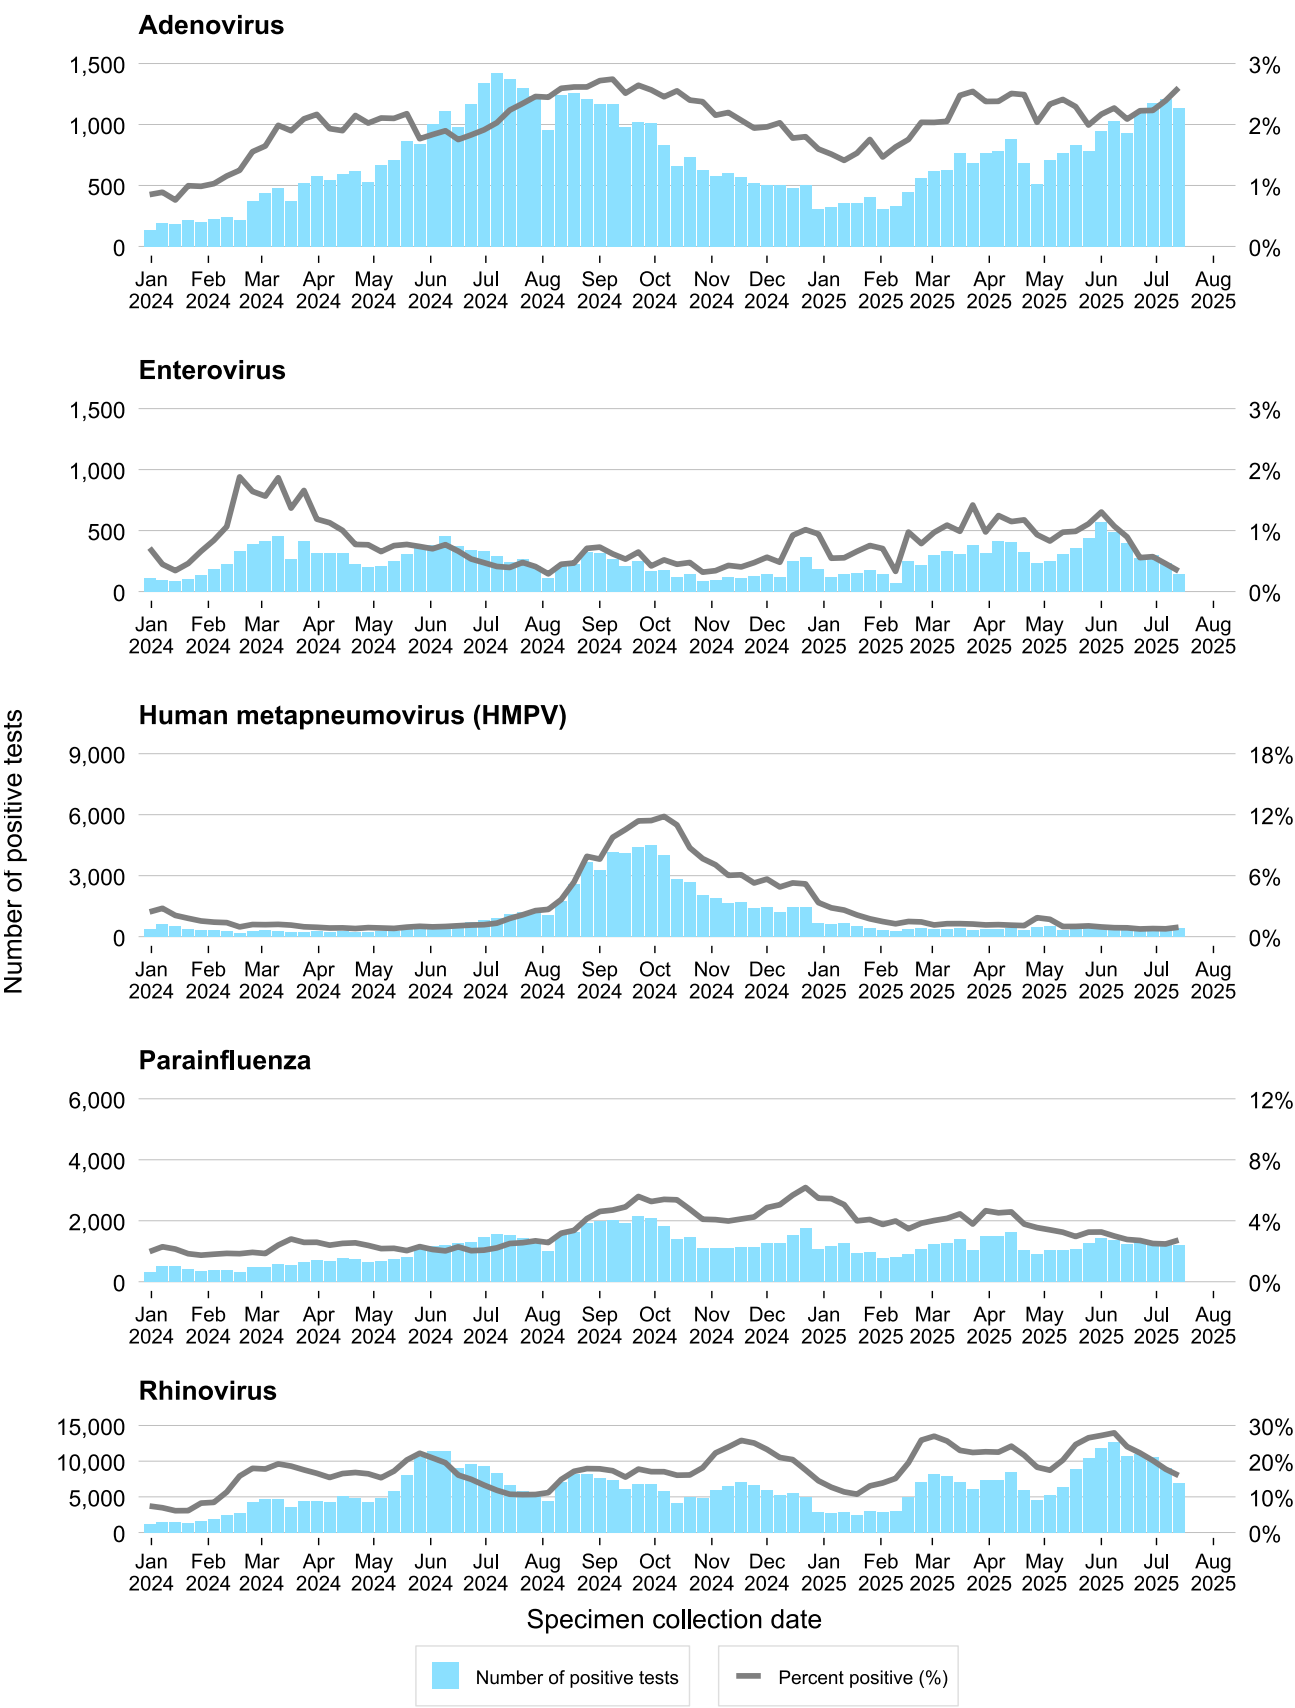 Adenovirus
1,500 3%
1,000 2%
500 1%
0 0%
Jan Feb Mar Apr May Jun Jul Aug Sep Oct Nov Dec Jan Feb Mar Apr May Jun Jul Aug
2024 2024 2024 2024 2024 2024 2024 2024 2024 2024 2024 2024 2025 2025 2025 2025 2025 2025 2025 2025
Enterovirus
1,500 3%
1,000 2%
500 1%
0 0%
Jan Feb Mar Apr May Jun Jul Aug Sep Oct Nov Dec Jan Feb Mar Apr May Jun Jul Aug
2024 2024 2024 2024 2024 2024 2024 2024 2024 2024 2024 2024 2025 2025 2025 2025 2025 2025 2025 2025
Number of positive tests
Human metapneumovirus (HMPV)
9,000 18%
6,000 12%
3,000 6%
0 0%
Jan Feb Mar Apr May Jun Jul Aug Sep Oct Nov Dec Jan Feb Mar Apr May Jun Jul Aug
2024 2024 2024 2024 2024 2024 2024 2024 2024 2024 2024 2024 2025 2025 2025 2025 2025 2025 2025 2025
Parainfluenza
6,000 12%
4,000 8%
2,000 4%
0 0%
Jan Feb Mar Apr May Jun Jul Aug Sep Oct Nov Dec Jan Feb Mar Apr May Jun Jul Aug
2024 2024 2024 2024 2024 2024 2024 2024 2024 2024 2024 2024 2025 2025 2025 2025 2025 2025 2025 2025
Rhinovirus
15,000 30%
10,000 20%
5,000 10%
0 0%
Jan Feb Mar Apr May Jun Jul Aug Sep Oct Nov Dec Jan Feb Mar Apr May Jun Jul Aug
2024 2024 2024 2024 2024 2024 2024 2024 2024 2024 2024 2024 2025 2025 2025 2025 2025 2025 2025 2025
Specimen collection date
Number of positive tests Percent positive (%)